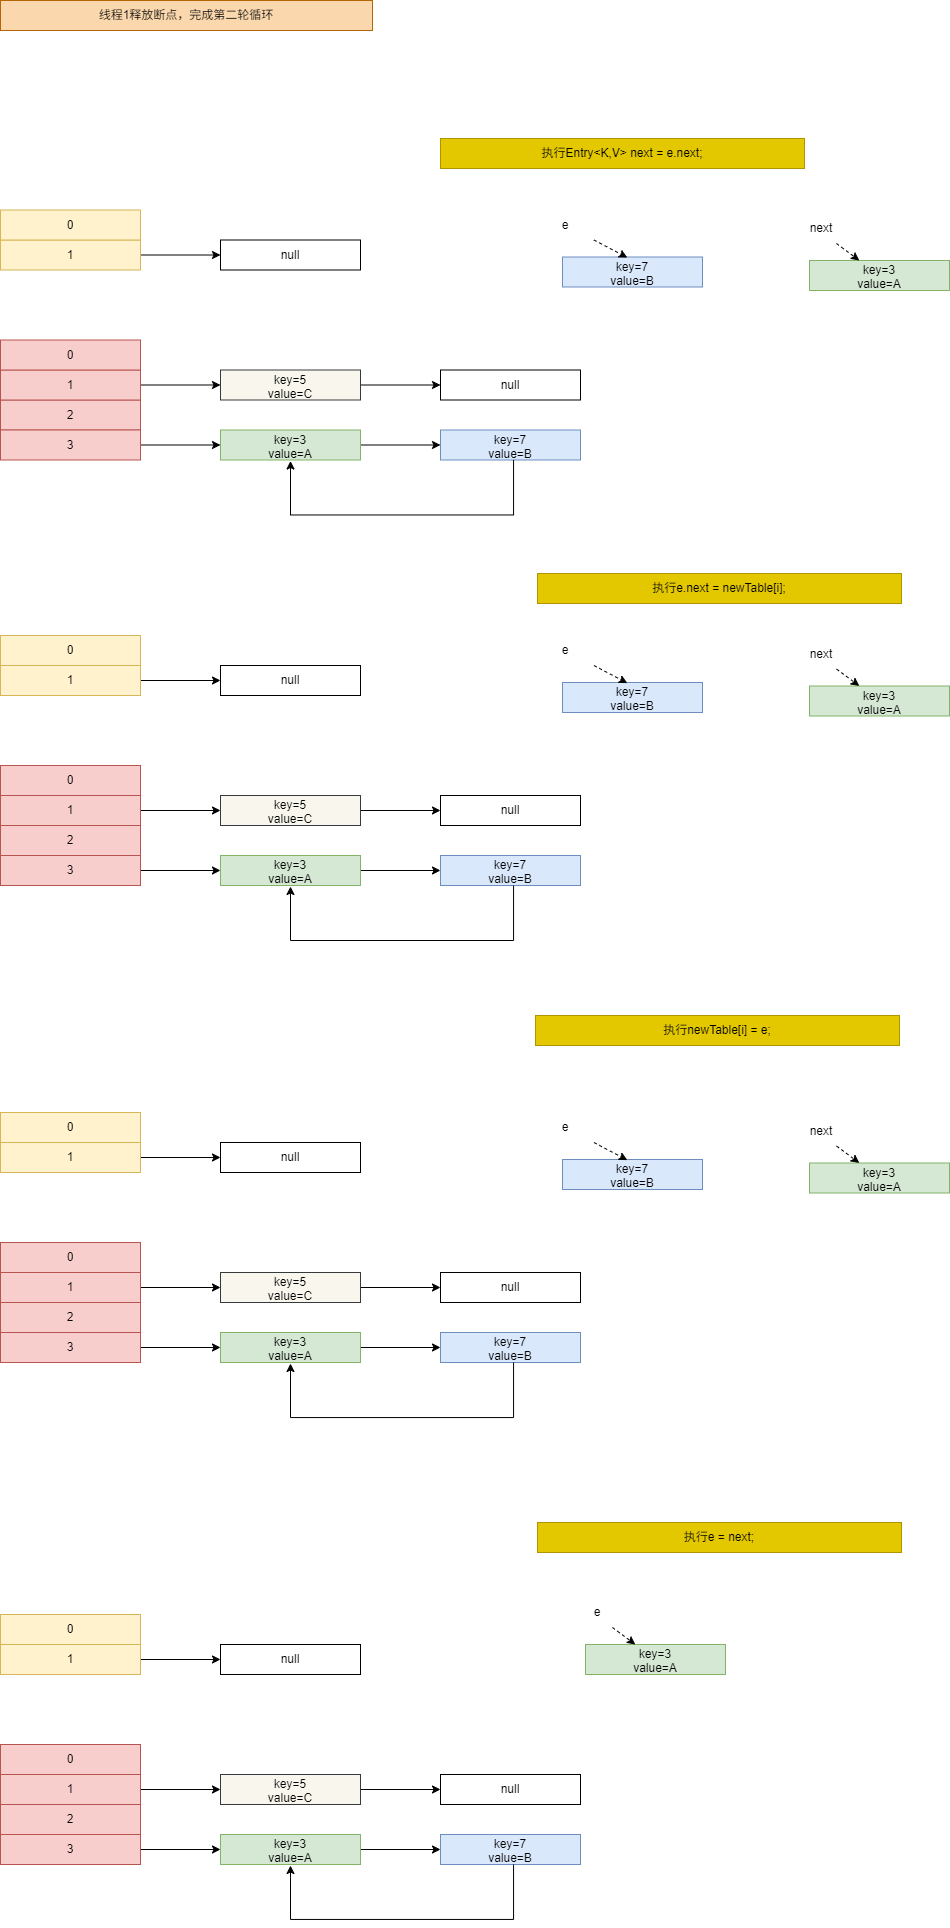 线程1释放断点，完成第二轮循环
执行Entry<K,V> next = e.next;
0
e
next
1
null
key=7
value=B
key=3
value=A
0
1
key=5
value=C
null
2
3
key=3
value=A
key=7
value=B
执行e.next = newTable[i];
0
e
next
1
null
key=7
value=B
key=3
value=A
0
1
key=5
value=C
null
2
3
key=3
value=A
key=7
value=B
执行newTable[i] = e;
0
e
next
1
null
key=7
value=B
key=3
value=A
0
1
key=5
value=C
null
2
3
key=3
value=A
key=7
value=B
执行e = next;
e
0
1
null
key=3
value=A
0
1
key=5
value=C
null
2
3
key=3
value=A
key=7
value=B